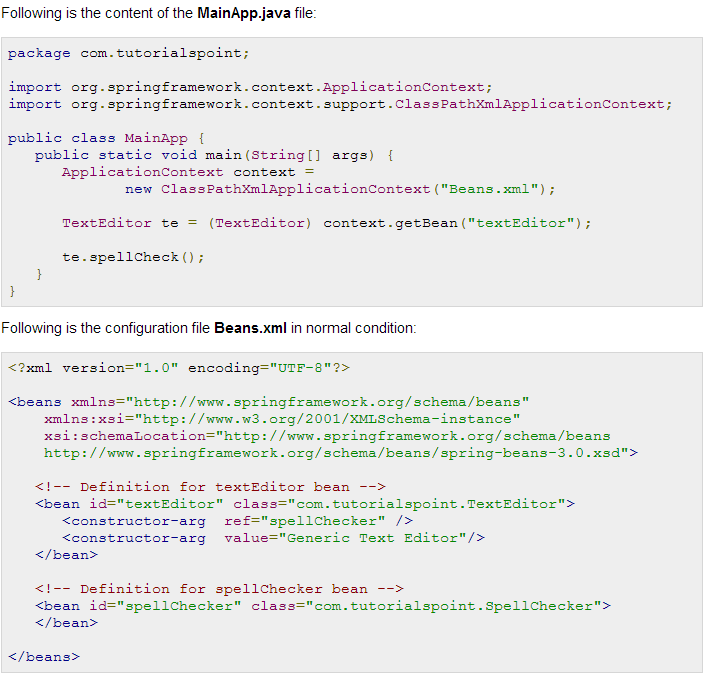 Following is the content of the MainApp.java file:
package com.tutorialspoint;
import org.springframework.context.ApplicationContext;
import org.springframework.context.support.ClassPathXmlApplicationContext;
public class MainApp {
   public static void main(String[] args) {
      ApplicationContext context =
             new ClassPathXmlApplicationContext("Beans.xml");
      TextEditor te = (TextEditor) context.getBean("textEditor");
      te.spellCheck();
   }
}
Following is the configuration file Beans.xml in normal condition:
<?xml version="1.0" encoding="UTF-8"?>
<beans xmlns="http://www.springframework.org/schema/beans"
    xmlns:xsi="http://www.w3.org/2001/XMLSchema-instance"
    xsi:schemaLocation="http://www.springframework.org/schema/beans
    http://www.springframework.org/schema/beans/spring-beans-3.0.xsd">
   <!-- Definition for textEditor bean -->
   <bean id="textEditor" class="com.tutorialspoint.TextEditor">
      <constructor-arg  ref="spellChecker" />
      <constructor-arg  value="Generic Text Editor"/>
   </bean>
   <!-- Definition for spellChecker bean -->
   <bean id="spellChecker" class="com.tutorialspoint.SpellChecker">
   </bean>
</beans>